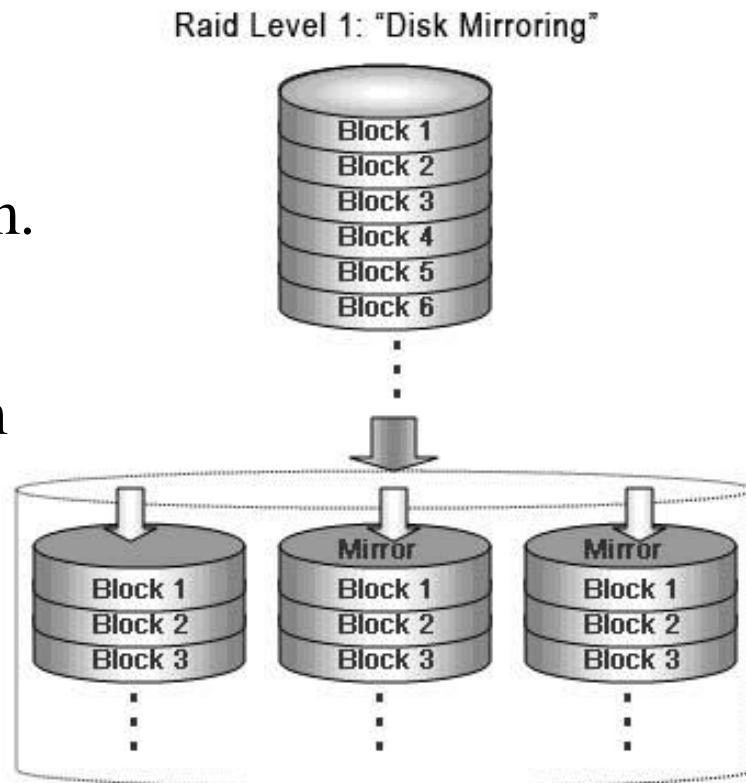 Raid Level 1: “Disk Mirroring”
Block 1
Block 2
Block 3
Block 4
Block 5
Block 6
Mirror Mirror
Block 1 Block 1 Block 1
Block 2 Block 2 Block 2
Block 3 Block 3 Block 3